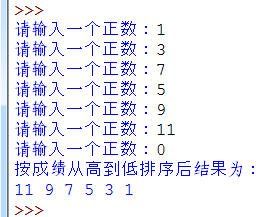 >>>
请输入一个正数：1
请输入一个正数：3
请输入一个正数：7
请输入一个正数：5
请输入一个正数：9
请输入一个正数：11
请输入一个正数：0
按成绩从高到低排序后结果为：
11 9 7 5 3 1
>>>